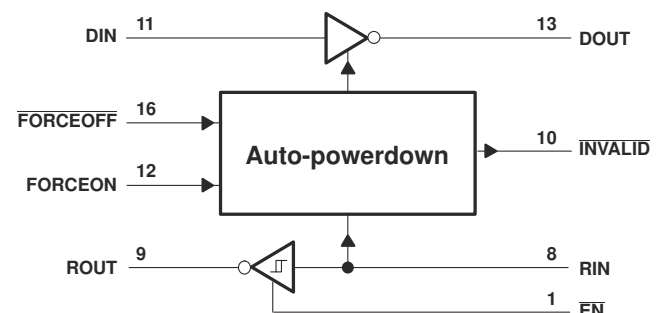 DIN 11 13 DOUT
FORCEOFF 16
Auto-powerdown
10 INVALID
FORCEON 12
ROUT 9 8 RIN
1 EN